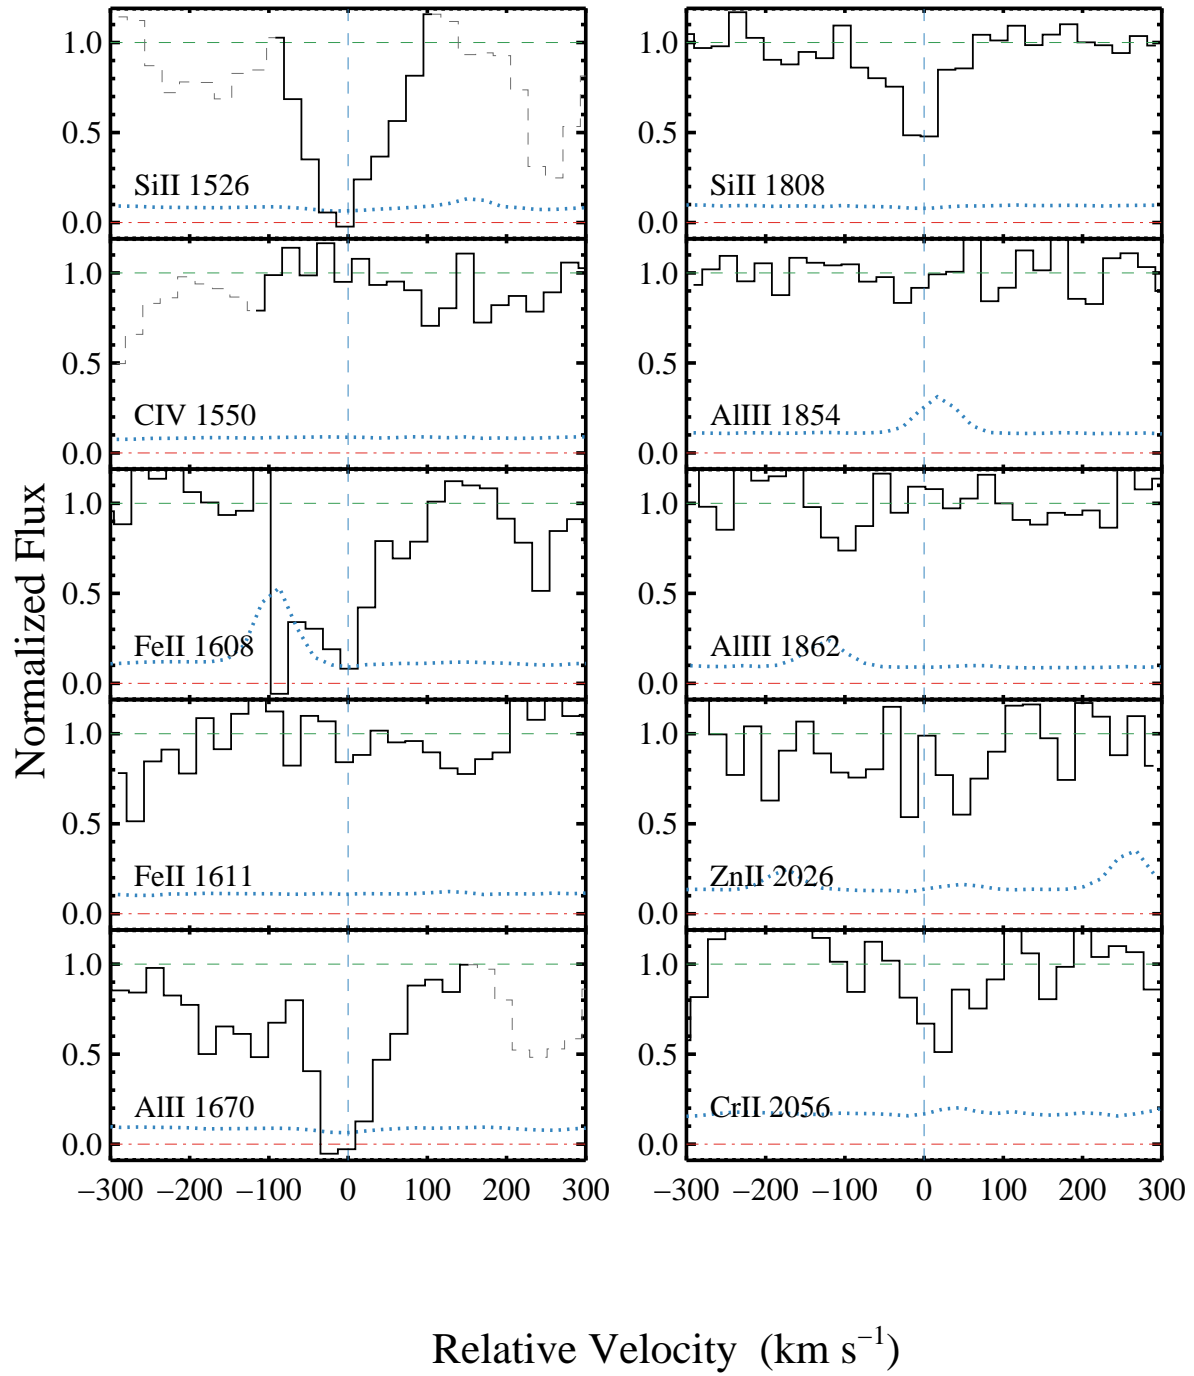 Normalized Flux
1.0
0.5
0.0
SiII 1526
1.0
0.5
0.0
CIV 1550
1.0
0.5
0.0
FeII 1608
1.0
0.5
0.0
FeII 1611
1.0
0.5
0.0
AlII 1670
−300 −200 −100 0 100 200 300
SiII 1808
1.0
0.5
0.0
AlIII 1854
1.0
0.5
0.0
AlIII 1862
1.0
0.5
0.0
ZnII 2026
1.0
0.5
0.0
CrII 2056
1.0
0.5
0.0
−300 −200 −100 0 100 200 300
Relative Velocity (km s−1)